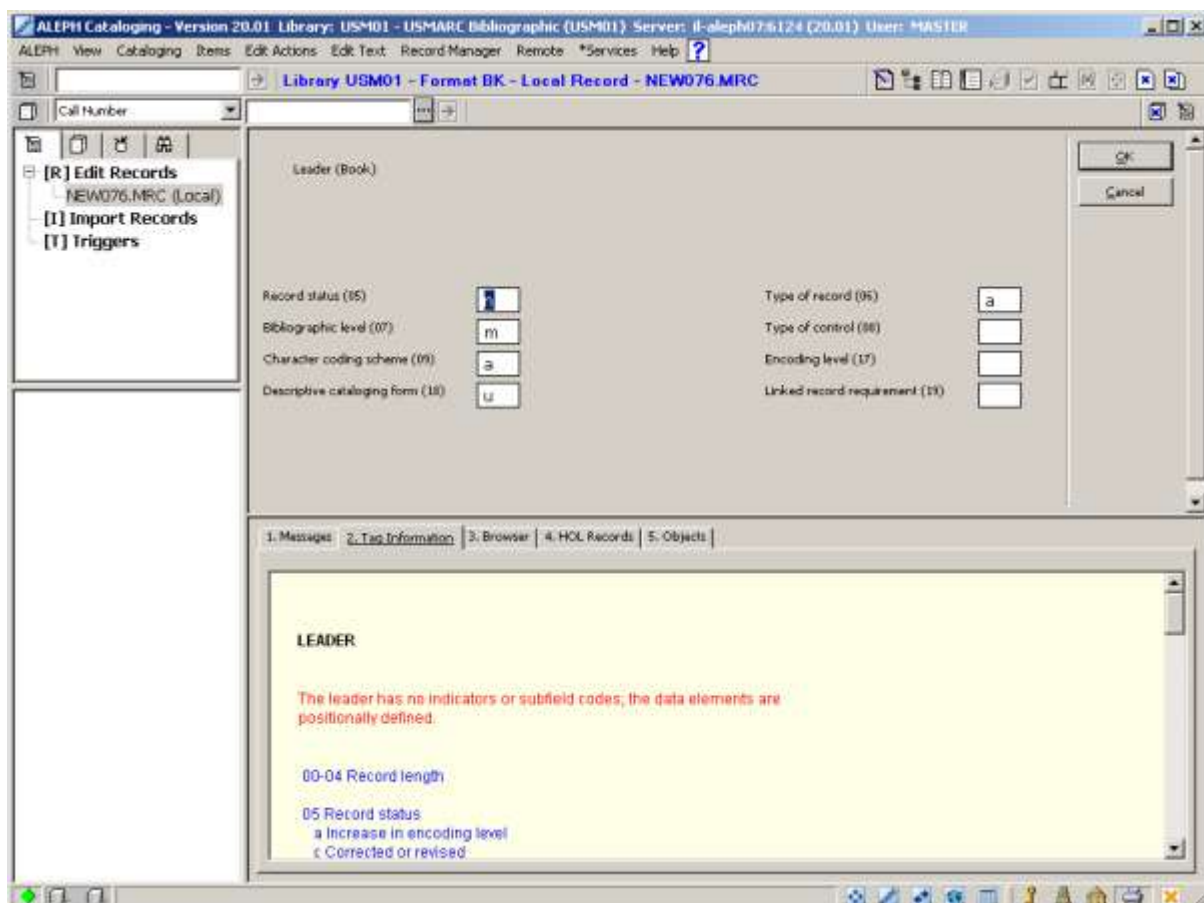 ALEPH Cataloging - Version 20.01 Library: USM01 - USMARC Bibliographic (USM01) Server: il-aleph07:6124 (20.01) User: MASTER
ALEPH View Cataloging Items Edit Actions Edit Text Record Manager Remote *Services Help ?
Library USM01 - Format BK - Local Record - NEW076.MRC
Call Number
[R] Edit Records
NEW076.MRC (Local)
[I] Import Records
[T] Triggers
Leader (Book)
OK
Cancel
Record status (05) n Type of record (06) a
Bibliographic level (07) m Type of control (08)
Character coding scheme (09) a Encoding level (17)
Descriptive cataloging form (18) u Linked record requirement (19)
1. Messages 2. Tag Information 3. Browser 4. HOL Records 5. Objects
LEADER
The leader has no indicators or subfield codes; the data elements are
positionally defined.
00-04 Record length
05 Record status
a Increase in encoding level
c Corrected or revised